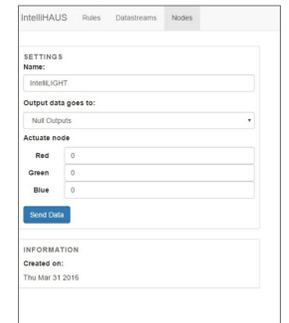 IntelliHAUS Rules Datastreams Nodes
SETTINGS
Name:
IntelliLIGHT
Output data goes to:
Null Outputs
Actuate node
Red 0
Green 0
Blue 0
Send Data
INFORMATION
Created on:
Thu Mar 31 2016